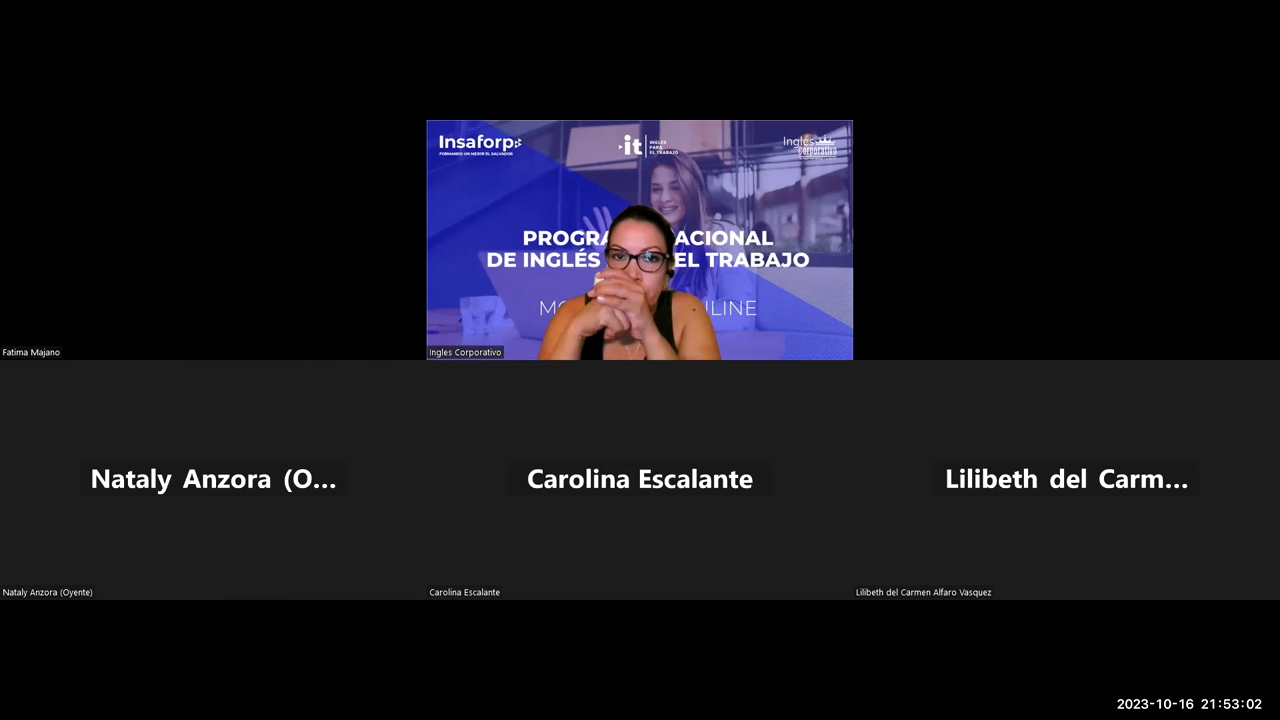 Insaforp
FORMANDO UN MEJOR EL SALVADOR
it
INGLÉS
PARA
EL TRABAJO
Inglés
corporativo
PROGRA ACIONAL
DE INGLÉS EL TRABAJO
MO LINE
Fatima Majano
Ingles Corporativo
Nataly Anzora (O...
Carolina Escalante
Lilibeth del Carm...
Nataly Anzora (Oyente)
Carolina Escalante
Lilibeth del Carmen Alfaro Vasquez
2023-10-16 21:53:02